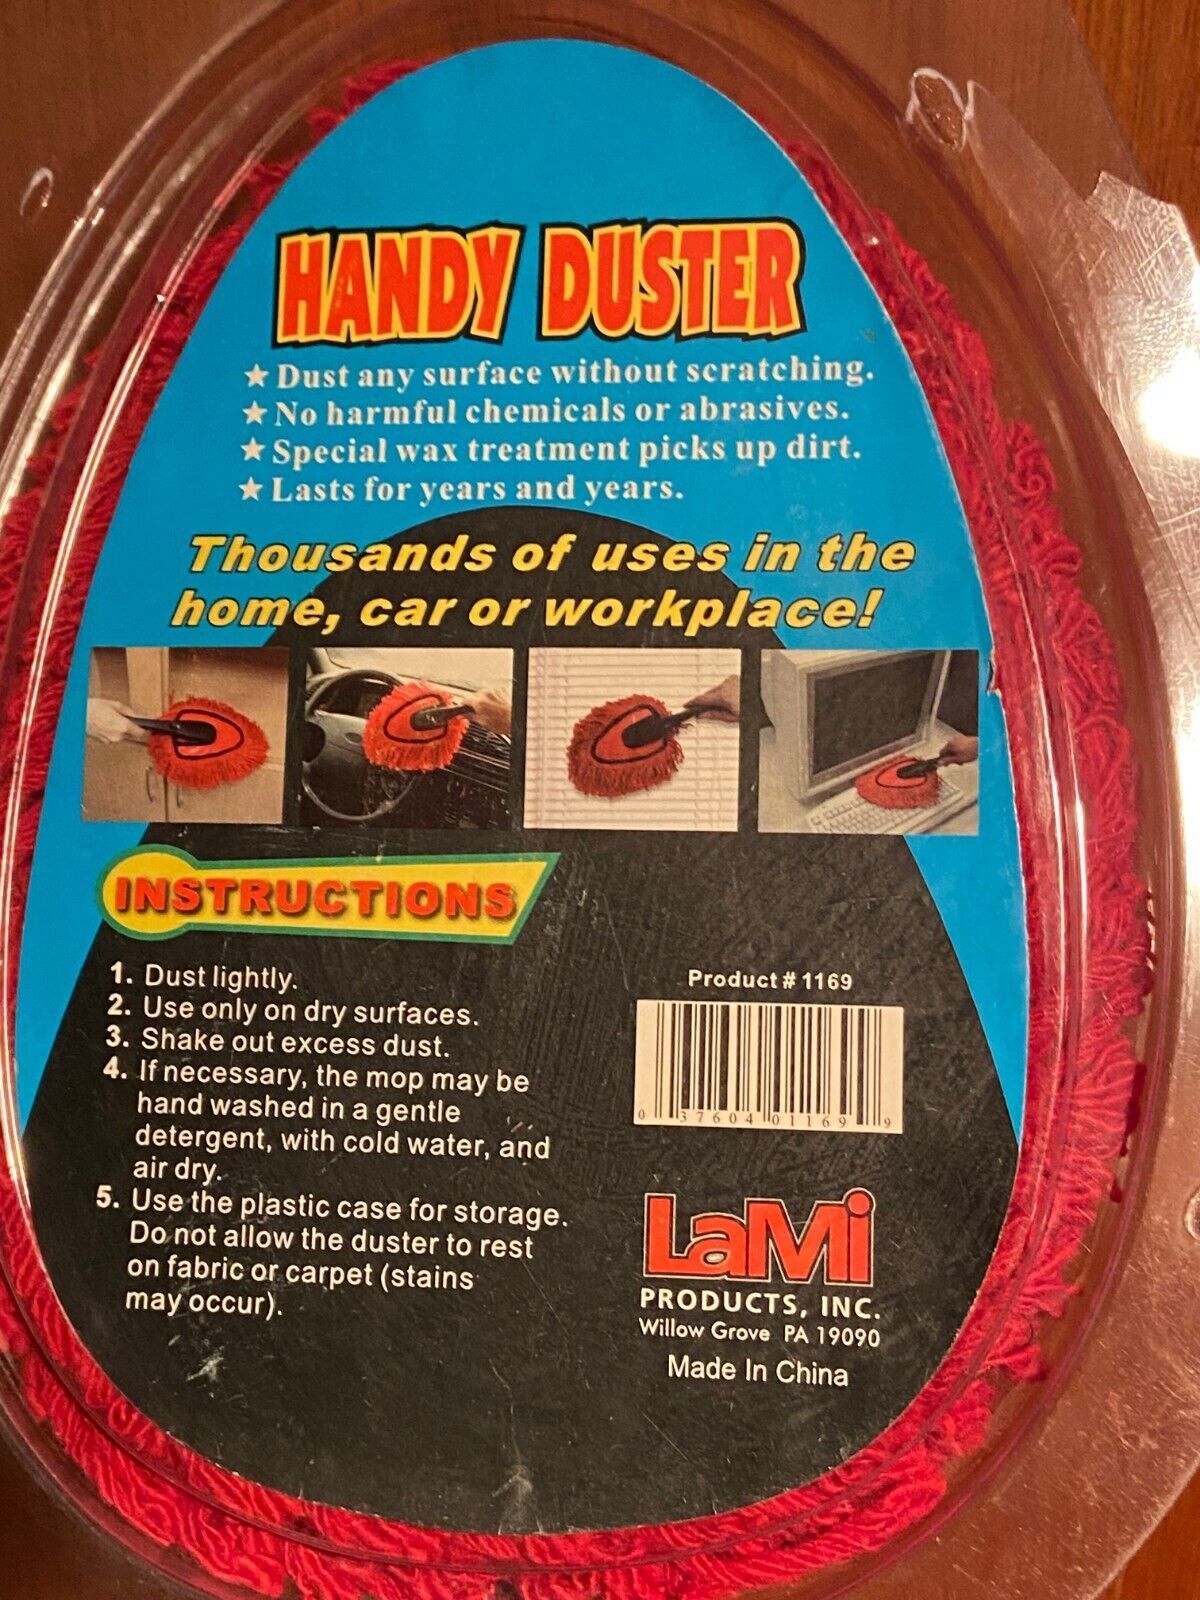 HANDY DUSTER
★ Dust any surface without scratching.
★ No harmful chemicals or abrasives.
★ Special wax treatment picks up dirt.
★ Lasts for years and years.
Thousands of uses in the
home, car or workplace!
INSTRUCTIONS
1. Dust lightly.
2. Use only on dry surfaces.
3. Shake out excess dust.
4. If necessary, the mop may be
hand washed in a gentle
detergent, with cold water, and
air dry.
5. Use the plastic case for storage.
Do not allow the duster to rest
on fabric or carpet (stains
may occur).
Product # 1169
0 37604 01169 9
LaMi
PRODUCTS, INC.
Willow Grove PA 19090
Made In China